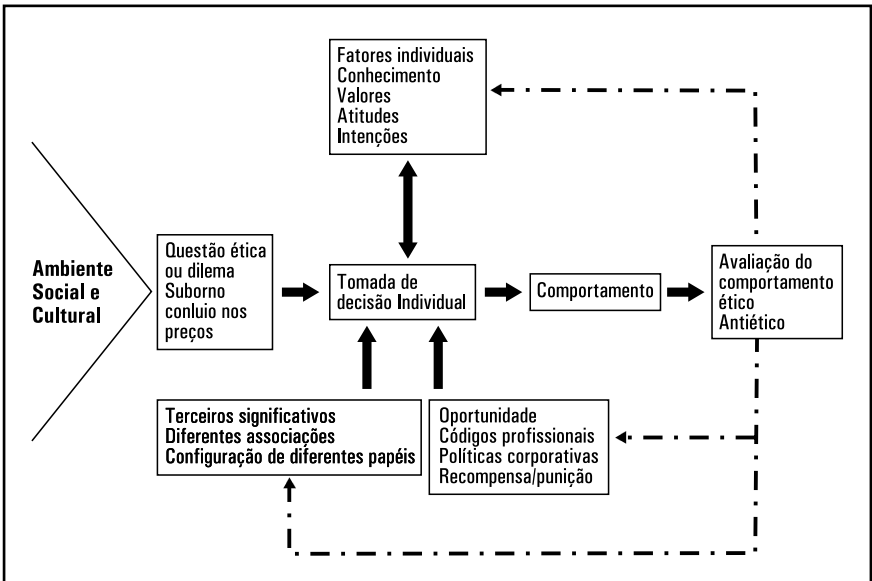 Fatores individuais
Conhecimento
Valores
Atitudes
Intenções
Ambiente
Social e
Cultural
Questão ética
ou dilema
Suborno
conluio nos
preços
Tomada de
decisão Individual
Comportamento
Avaliação do
comportamento
ético
Antiético
Terceiros significativos
Diferentes associações
Configuração de diferentes papéis
Oportunidade
Códigos profissionais
Políticas corporativas
Recompensa/punição